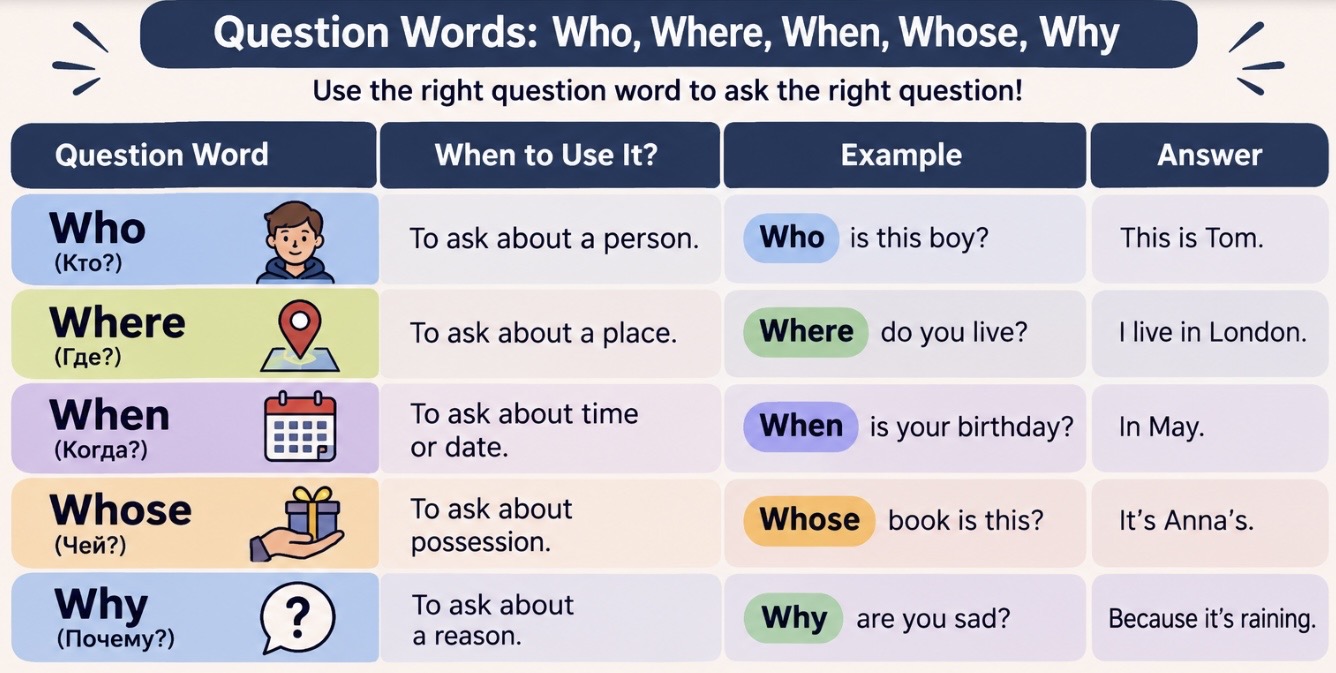 Question Words: Who, Where, When, Whose, Why
Use the right question word to ask the right question!
Question Word
When to Use It?
Example
Answer
Who
(Кто?)
To ask about a person.
Who is this boy?
This is Tom.
Where
(Где?)
To ask about a place.
Where do you live?
I live in London.
When
(Когда?)
To ask about time
or date.
When is your birthday?
In May.
Whose
(Чей?)
To ask about
possession.
Whose book is this?
It's Anna's.
Why
(Почему?)
?
To ask about
a reason.
Why are you sad?
Because it's raining.